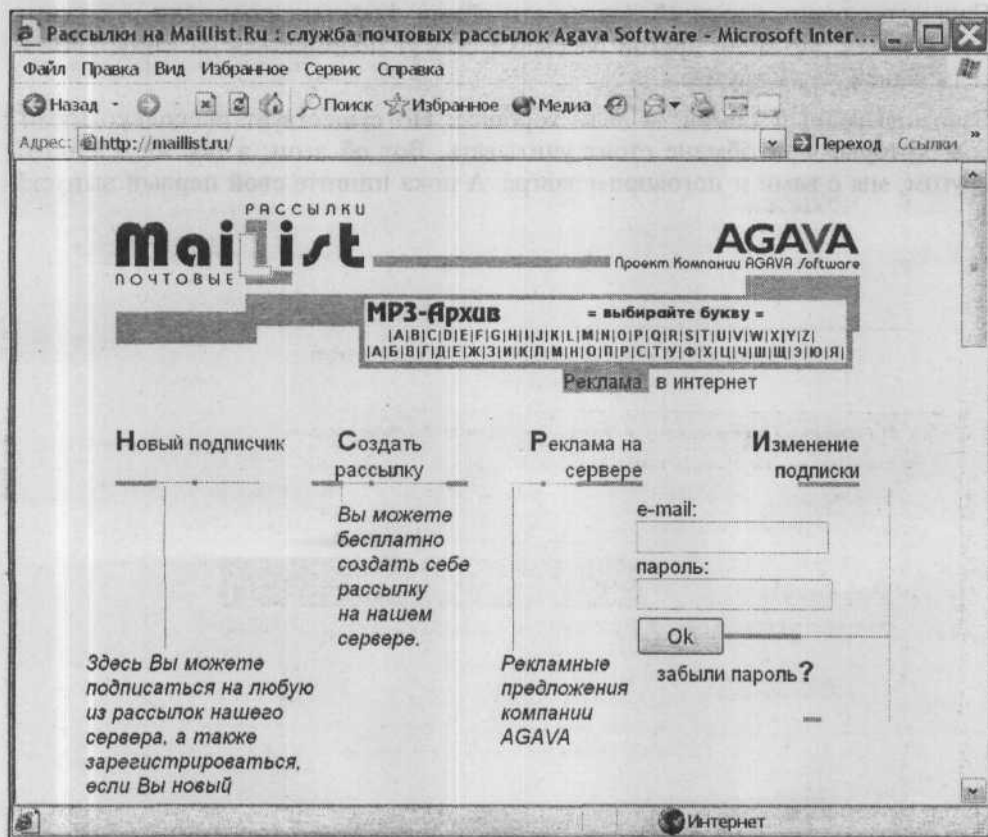 Рассылки на Maillist.Ru : служба почтовых рассылок Agava Software - Microsoft Inter...
Файл Правка Вид Избранное Сервис Справка
Назад Поиск Избранное Медиа
Адрес: http://maillist.ru/ Переход Ссылки »
РАССЫЛКИ
Maillist
ПОЧТОВЫЕ
AGAVA
Проект Компании AGAVA Software
MP3-Архив = выбирайте букву =
|A|B|C|D|E|F|G|H|I|J|K|L|M|N|O|P|Q|R|S|T|U|V|W|X|Y|Z|
|А|Б|В|Г|Д|Е|Ж|З|И|К|Л|М|Н|О|П|Р|С|Т|У|Ф|Х|Ц|Ч|Ш|Щ|Э|Ю|Я|
Реклама в интернет
Новый подписчик
Здесь Вы можете
подписаться на любую
из рассылок нашего
сервера, а также
зарегистрироваться,
если Вы новый
Создать
рассылку
Вы можете
бесплатно
создать себе
рассылку
на нашем
сервере.
Реклама на
сервере
Рекламные
предложения
компании
AGAVA
Изменение
подписки
e-mail:
пароль:
Ok
забыли пароль?
Интернет